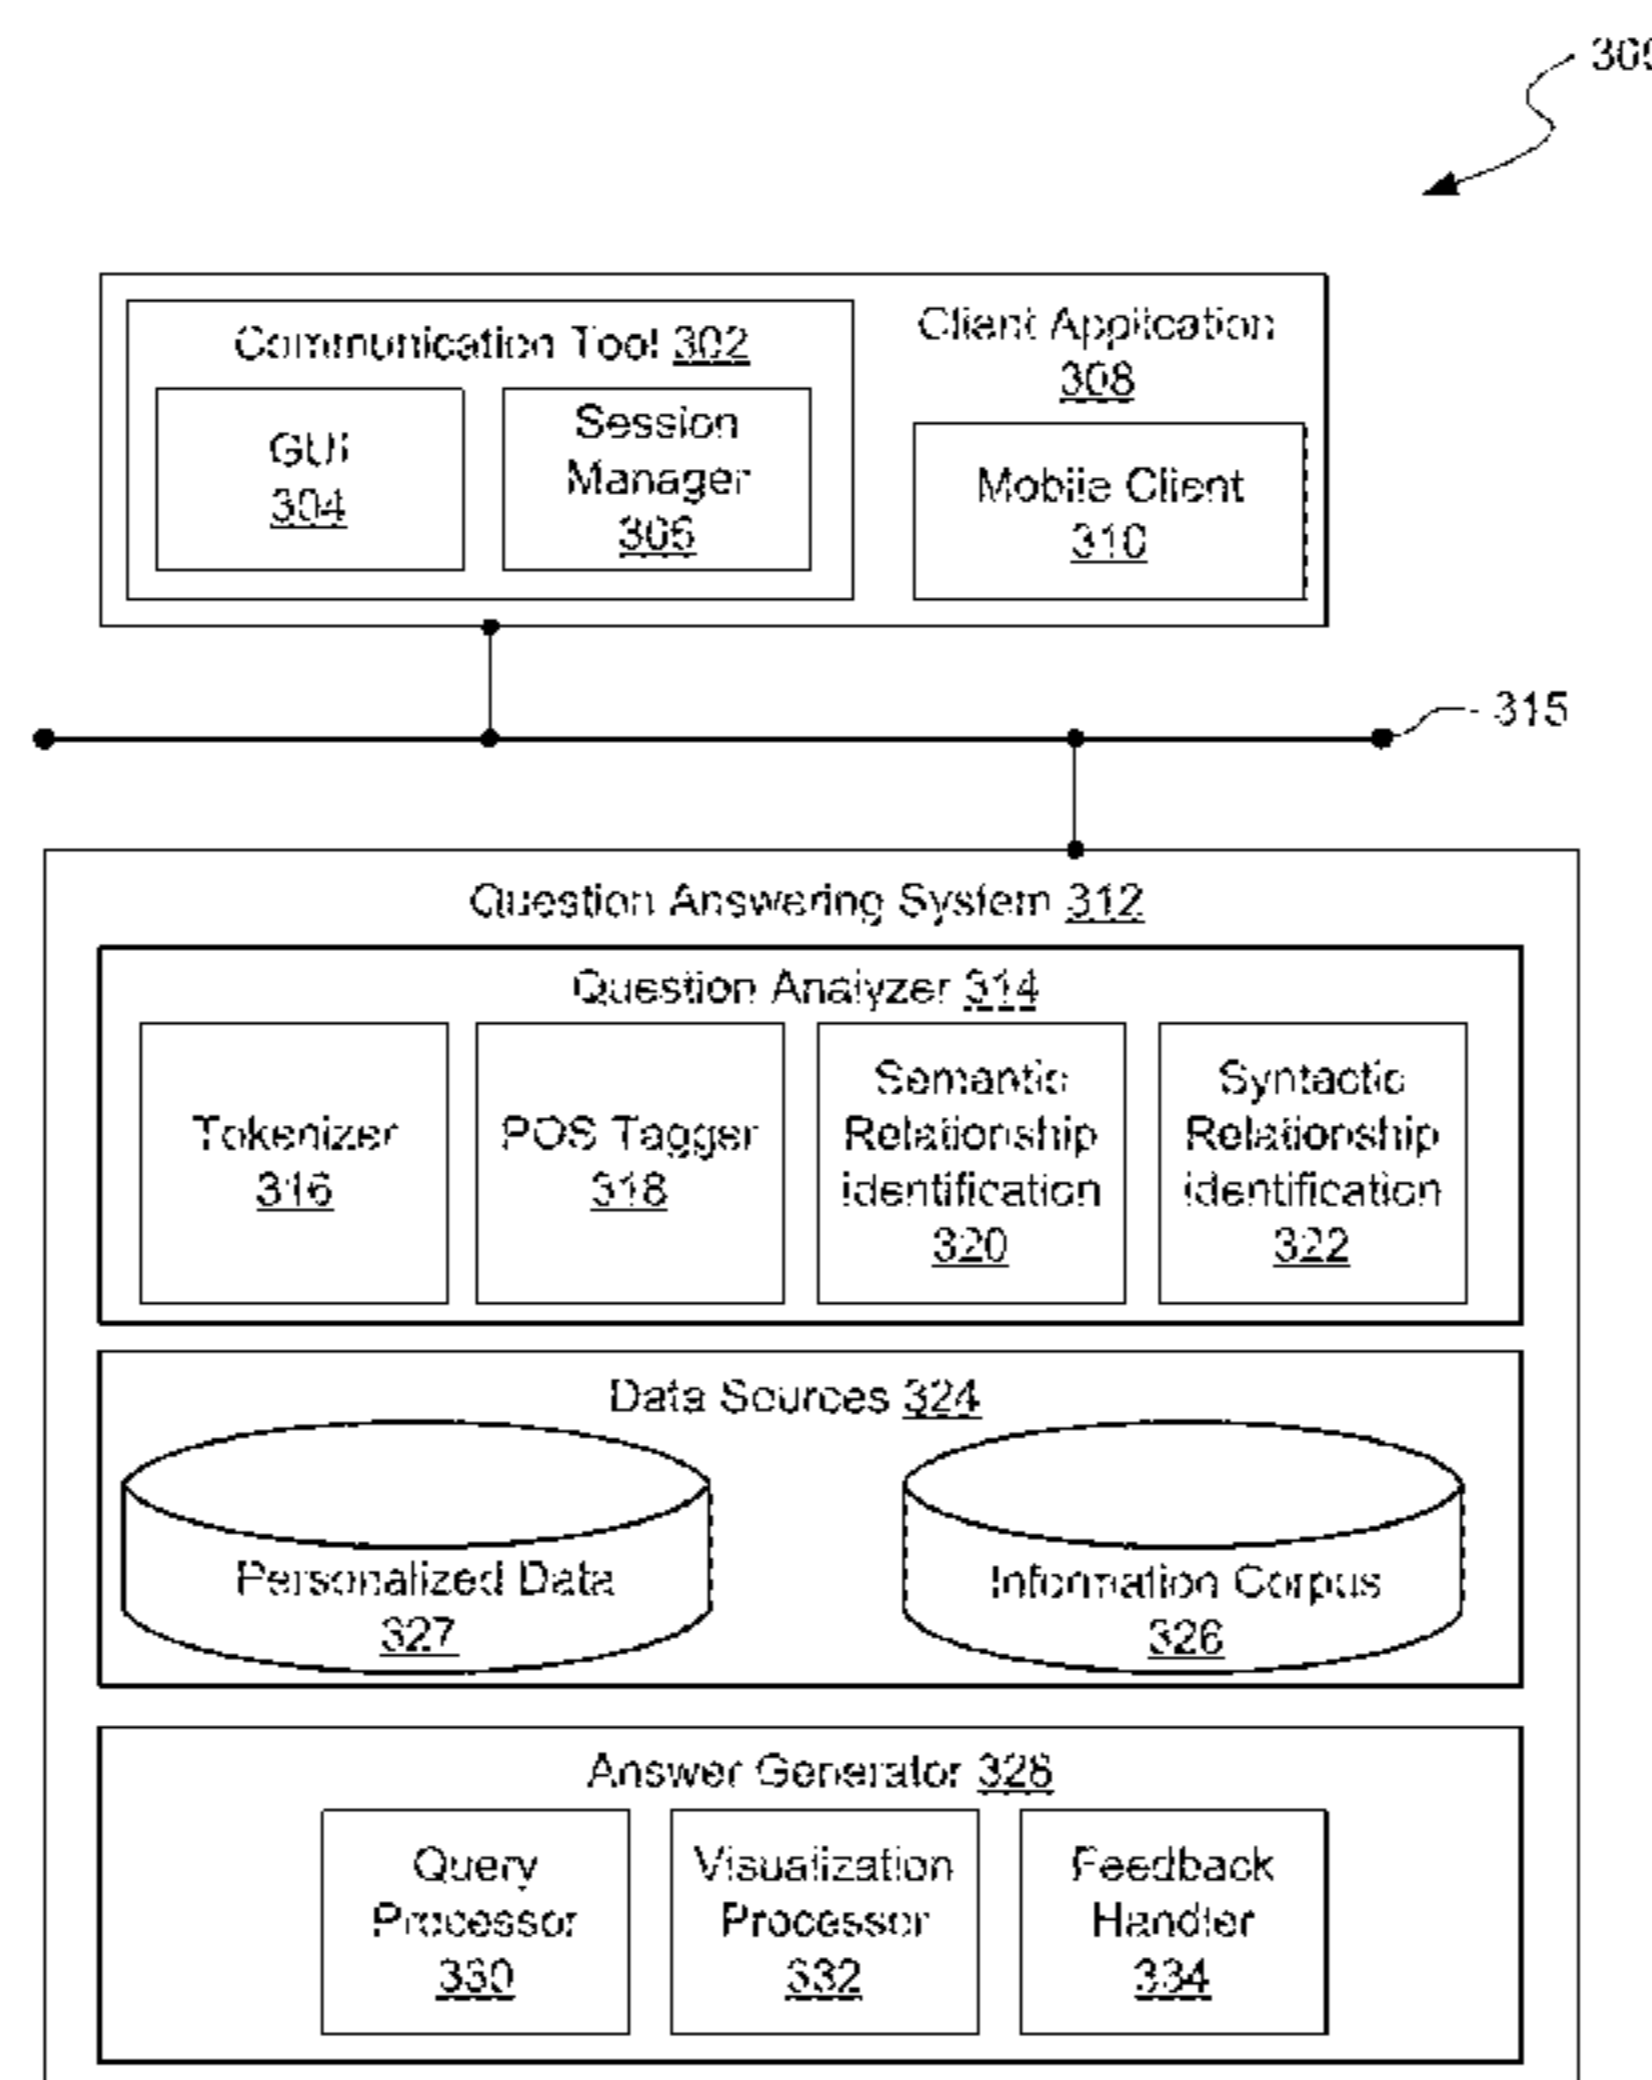 Communication Tool 302
GUI
304
Session
Manager
306
Client Application
308
Mobile Client
310
315
Question Answering System 312
Question Analyzer 314
Tokenizer
316
POS Tagger
318
Semantic
Relationship
identification
320
Syntactic
Relationship
identification
322
Data Sources 324
Personalized Data
327
Information Corpus
326
Answer Generator 328
Query
Processor
330
Visualization
Processor
332
Feedback
Handler
334